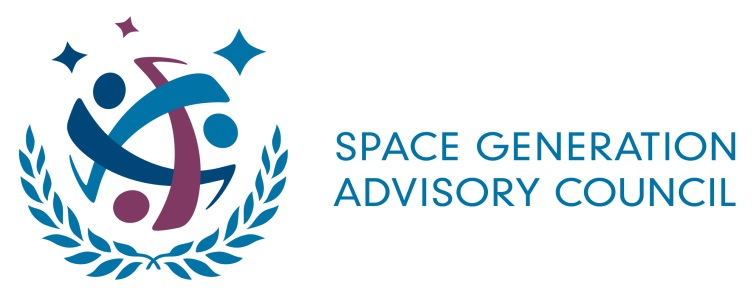 SPACE GENERATION
ADVISORY COUNCIL